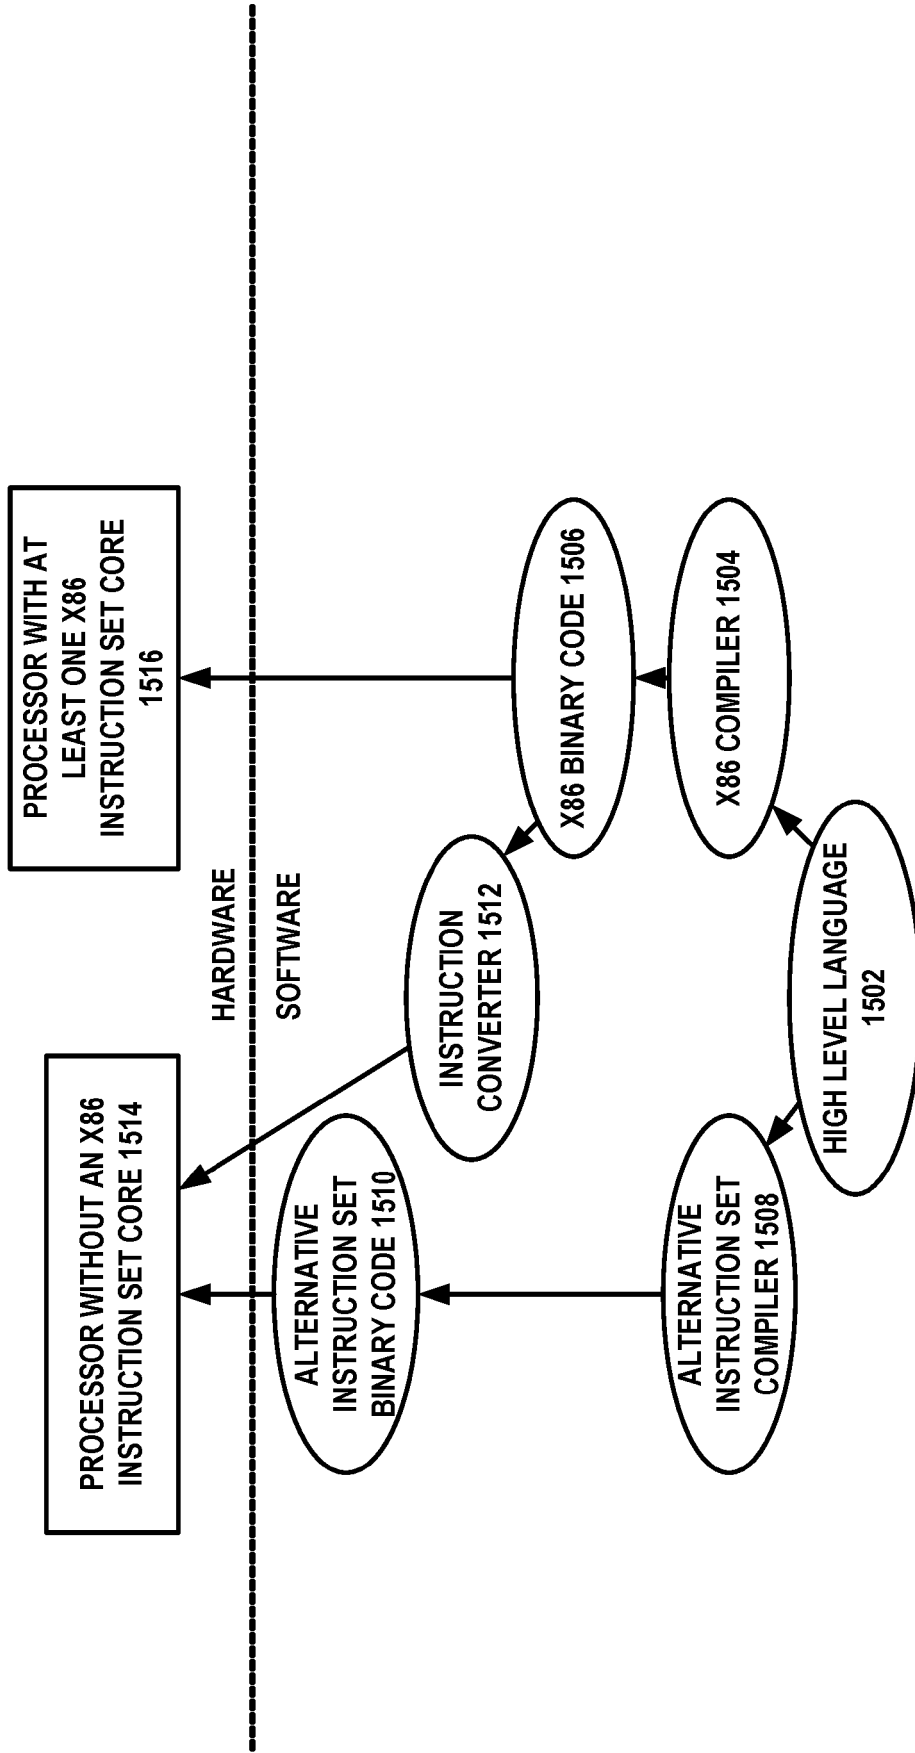 PROCESSOR WITHOUT AN X86
INSTRUCTION SET CORE 1514
PROCESSOR WITH AT
LEAST ONE X86
INSTRUCTION SET CORE
1516
HARDWARE
SOFTWARE
ALTERNATIVE
INSTRUCTION SET
BINARY CODE 1510
INSTRUCTION
CONVERTER 1512
X86 BINARY CODE 1506
ALTERNATIVE
INSTRUCTION SET
COMPILER 1508
X86 COMPILER 1504
HIGH LEVEL LANGUAGE
1502